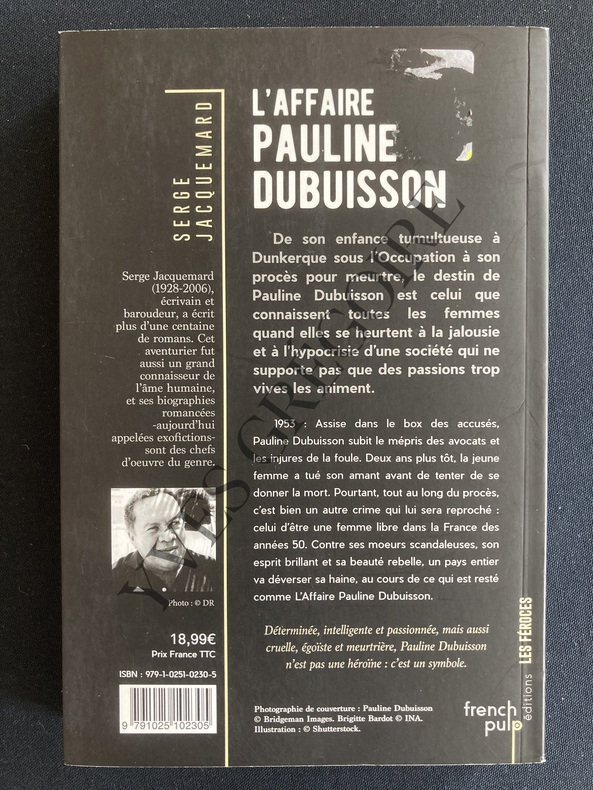 L'AFFAIRE
PAULINE
DUBUISSON
SERGE
JACQUEMARD
De son enfance tumultueuse à
Dunkerque sous l'Occupation à son
procès pour meurtre, le destin de
Pauline Dubuisson est celui que
connaissent toutes les femmes
quand elles se heurtent à la jalousie
et à l'hypocrisie d'une société qui ne
supporte pas que des passions trop
vives les animent.
Serge Jacquemard
(1928-2006),
écrivain et
baroudeur, a écrit
plus d'une centaine
de romans. Cet
aventurier fut
aussi un grand
connaisseur de
l'âme humaine,
et ses biographies
romancées
-aujourd'hui
appelées exofictions-
sont des chefs
d'oeuvre du genre.
1953 : Assise dans le box des accusés,
Pauline Dubuisson subit le mépris des avocats et
les injures de la foule. Deux ans plus tôt, la jeune
femme a tué son amant avant de tenter de se
donner la mort. Pourtant, tout au long du procès,
c'est bien un autre crime qui lui sera reproché :
celui d'être une femme libre dans la France des
années 50. Contre ses moeurs scandaleuses, son
esprit brillant et sa beauté rebelle, un pays entier
va déverser sa haine, au cours de ce qui est resté
comme L'Affaire Pauline Dubuisson.
Photo : © DR
Déterminée, intelligente et passionnée, mais aussi
cruelle, égoïste et meurtrière, Pauline Dubuisson
n'est pas une héroïne : c'est un symbole.
18,99€
Prix France TTC
ISBN : 979-1-0251-0230-5
9 791025 102305
Photographie de couverture : Pauline Dubuisson
© Bridgeman Images. Brigitte Bardot © INA.
Illustration : © Shutterstock.
french
pulp
éditions
LES FÉROCES
YVES GREGOIRE